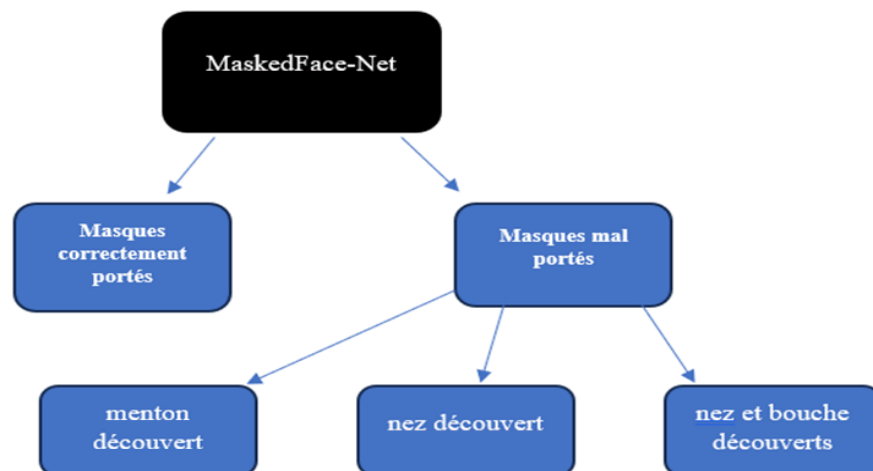 MaskedFace-Net
Masques
correctement
portés
Masques mal
portés
menton
découvert
nez découvert
nez et bouche
découverts